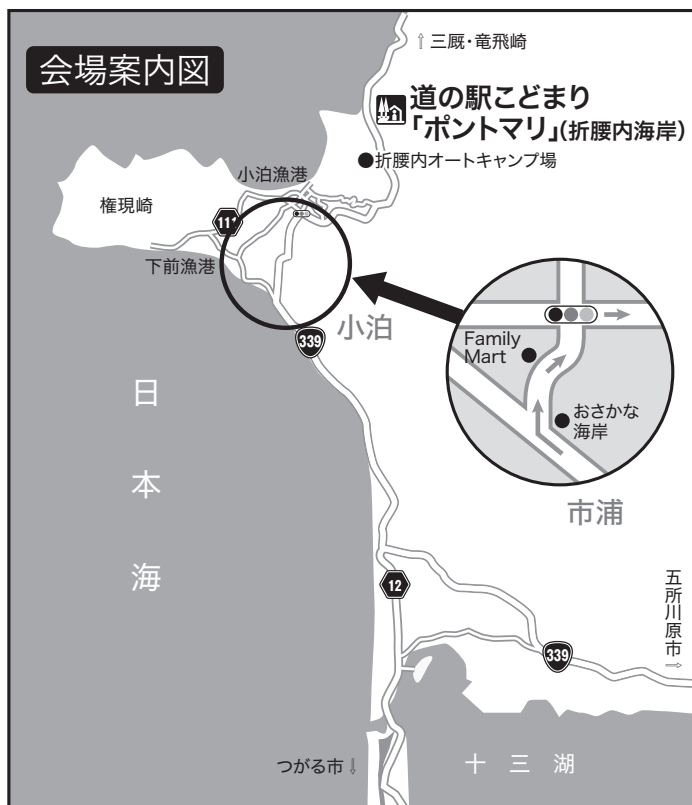 会場案内図
↑三厩・竜飛崎
道の駅こどまり
「ポントマリ」(折腰内海岸)
●折腰内オートキャンプ場
小泊漁港
権現崎
111
下前漁港
小泊
339
Family
Mart
おさかな
海岸
市浦
日本海
12
五所川原市
⇨
339
つがる市⇩
十三湖